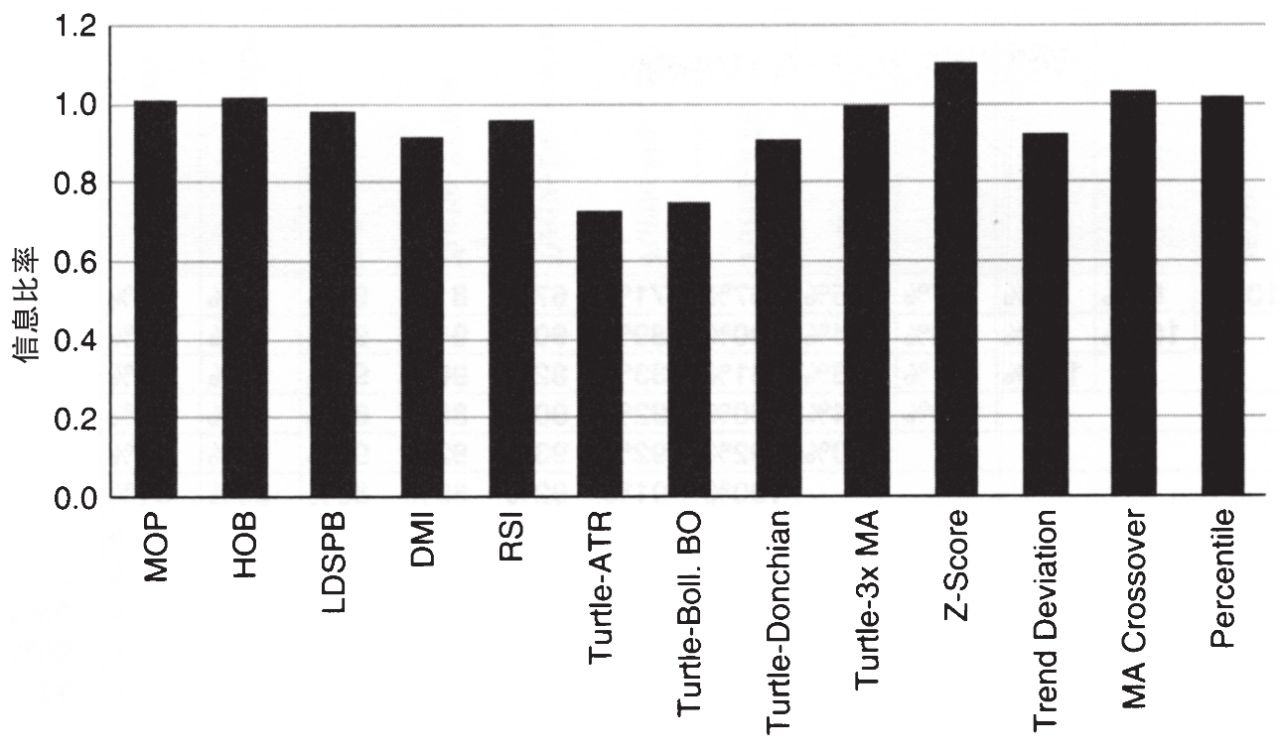 1.2
1.0
0.8
0.6
0.4
0.2
0.0
信息比率
MOP
HOB
LDSPB
DMI
RSI
Turtle-ATR
Turtle-Boll. BO
Turtle-Donchian
Turtle-3x MA
Z-Score
Trend Deviation
MA Crossover
Percentile